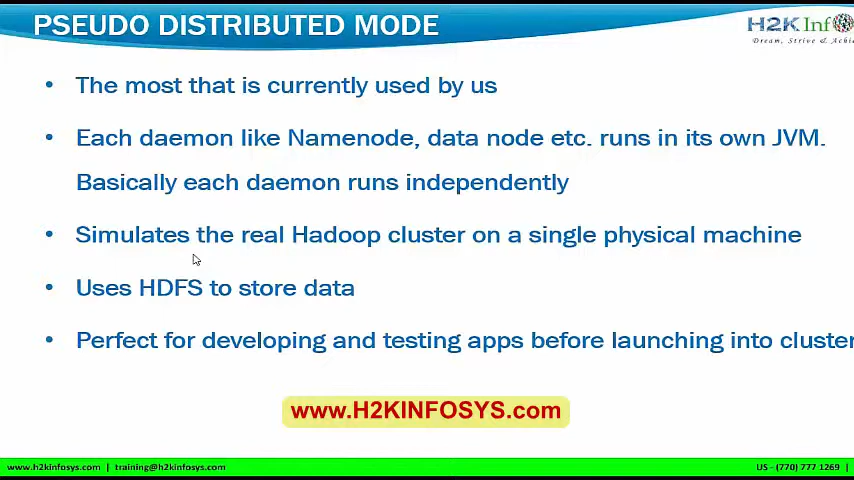 PSEUDO DISTRIBUTED MODE
H2K Inf
Dream, Strive & Achi
• The most that is currently used by us
• Each daemon like Namenode, data node etc. runs in its own JVM.
Basically each daemon runs independently
• Simulates the real Hadoop cluster on a single physical machine
• Uses HDFS to store data
• Perfect for developing and testing apps before launching into cluster
www.H2KINFOSYS.com
www.h2kinfosys.com | training@h2kinfosys.com
US - (770) 777 1269 |